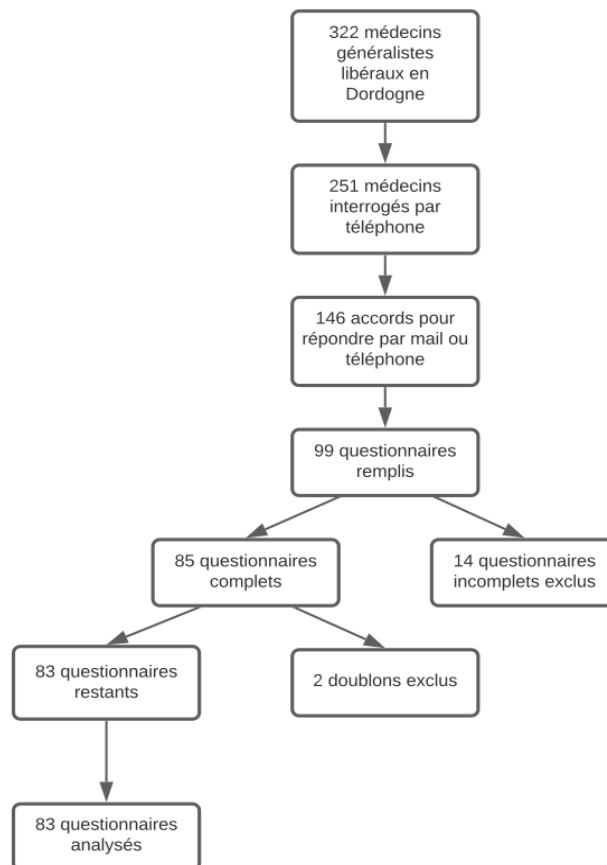 322 médecins
généralistes
libéraux en
Dordogne
251 médecins
interrogés par
téléphone
146 accords pour
répondre par mail ou
téléphone
99 questionnaires
remplis
85 questionnaires
complets
14 questionnaires
incomplets exclus
83 questionnaires
restants
2 doublons exclus
83 questionnaires
analysés